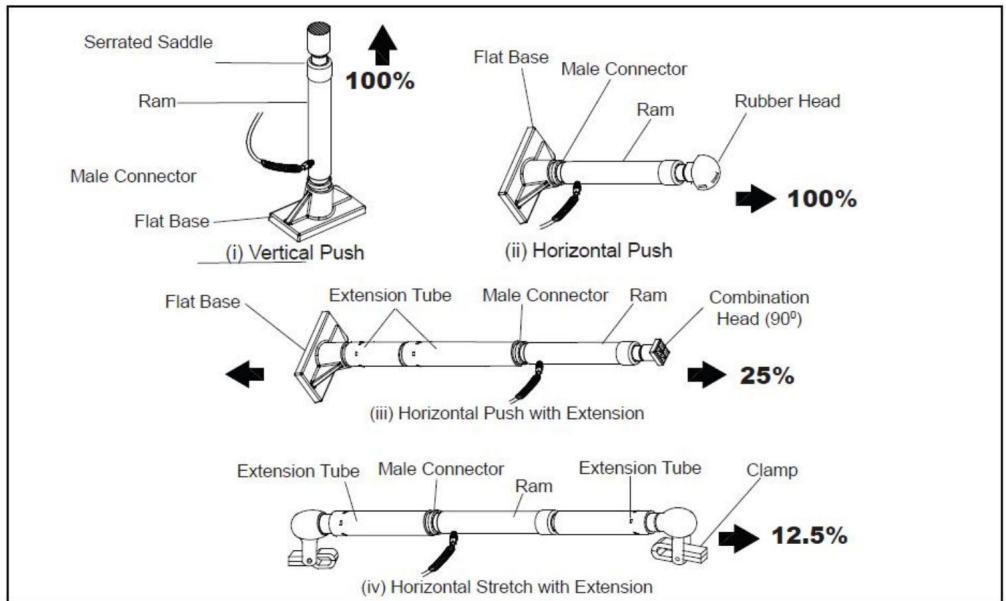 Serrated Saddle
100%
Ram
Male Connector
Flat Base
(i) Vertical Push
Flat Base
Male Connector
Ram
Rubber Head
100%
(ii) Horizontal Push
Flat Base
Extension Tube
Male Connector
Ram
Combination
Head (90⁰)
25%
(iii) Horizontal Push with Extension
Extension Tube
Male Connector
Ram
Extension Tube
Clamp
12.5%
(iv) Horizontal Stretch with Extension